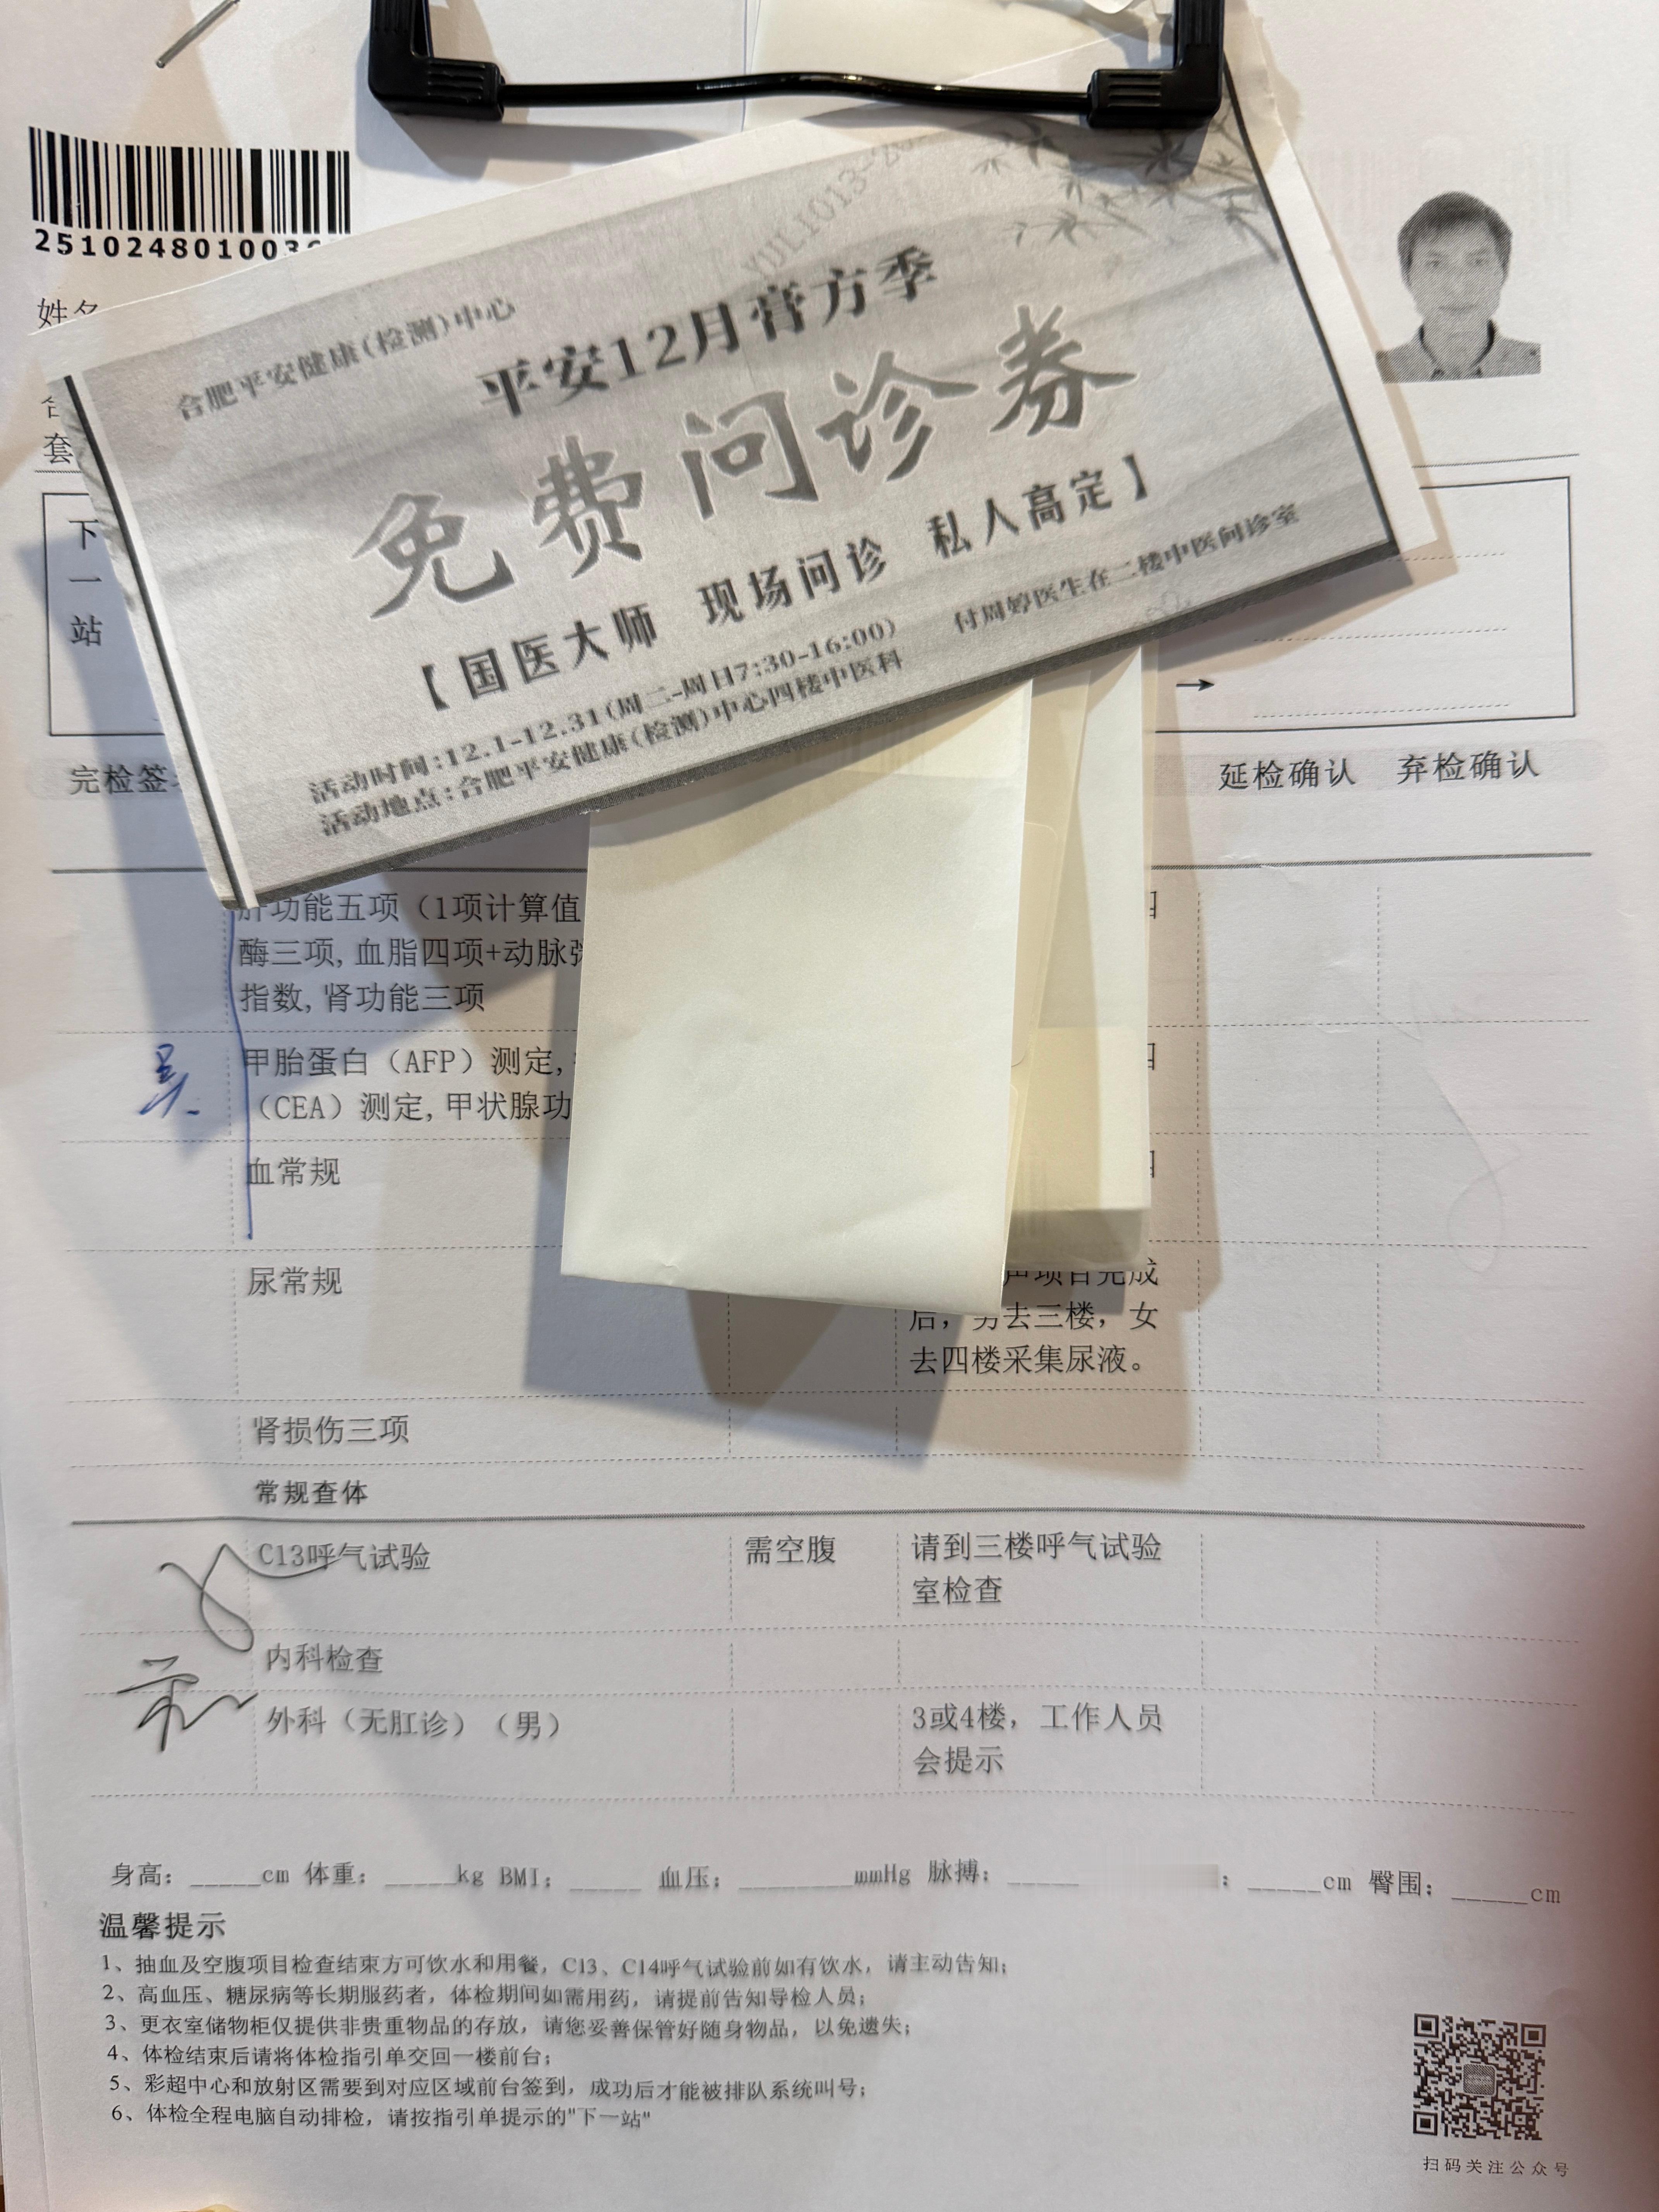 251024801003
姓名
合肥平安健康(检测)中心
平安12月膏方季
免费问诊券
【国医大师 现场问诊 私人高定】
活动时间:12.1-12.31(周二-周日7:30-16:00)
付周婷医生在二楼中医问诊室
活动地点:合肥平安健康(检测)中心四楼中医科
套
下
一
站
→
完检签
延检确认 弃检确认
肝功能五项（1项计算值
酶三项,血脂四项+动脉
指数,肾功能三项
吴
甲胎蛋白（AFP）测定,
（CEA）测定,甲状腺功
血常规
尿常规
声项目完成
后，男去三楼，女
去四楼采集尿液。
肾损伤三项
常规查体
C13呼气试验
需空腹
请到三楼呼气试验
室检查
内科检查
外科（无肛诊）（男）
3或4楼，工作人员
会提示
身高：_____cm 体重：_____kg BMI：_____ 血压：________mmHg 脉搏：_____ ：_____cm 臀围：_____cm
温馨提示
1、抽血及空腹项目检查结束方可饮水和用餐，C13、C14呼气试验前如有饮水，请主动告知；
2、高血压、糖尿病等长期服药者，体检期间如需用药，请提前告知导检人员；
3、更衣室储物柜仅提供非贵重物品的存放，请您妥善保管好随身物品，以免遗失；
4、体检结束后请将体检指引单交回一楼前台；
5、彩超中心和放射区需要到对应区域前台签到，成功后才能被排队系统叫号；
6、体检全程电脑自动排检，请按指引单提示的"下一站"
扫码关注公众号